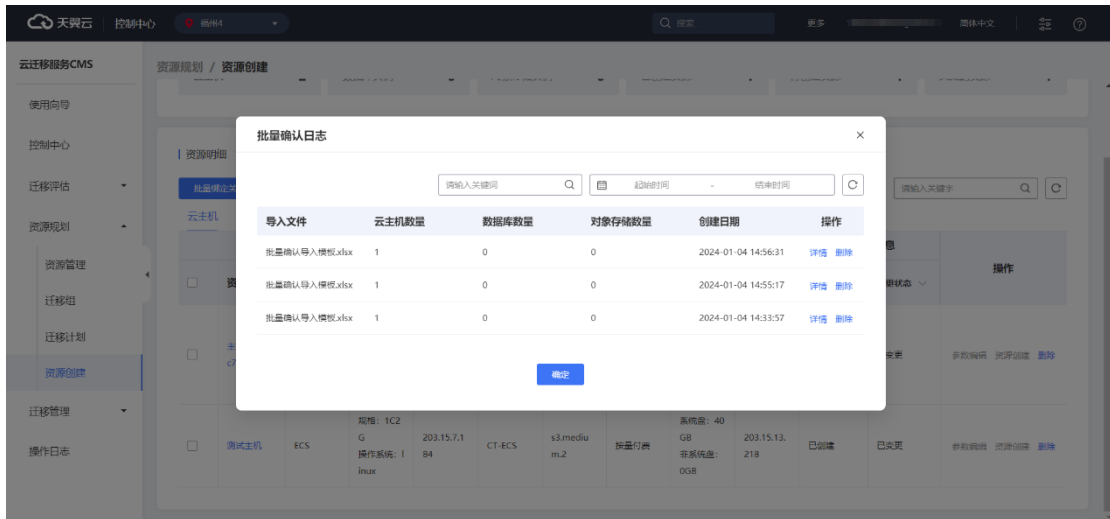 天翼云
控制中心
福州4
搜索
更多
简体中文
云迁移服务CMS
资源规划 / 资源创建
使用向导
控制中心
迁移评估
资源规划
资源管理
迁移组
迁移计划
资源创建
迁移管理
操作日志
资源明细
请输入关键字
云主机
操作
批量确认日志
请输入关键词
起始时间 - 结束时间
导入文件 云主机数量 数据库数量 对象存储数量 创建日期 操作
批量确认导入模板.xlsx 1 0 0 2024-01-04 14:56:31 详情 删除
批量确认导入模板.xlsx 1 0 0 2024-01-04 14:55:17 详情 删除
批量确认导入模板.xlsx 1 0 0 2024-01-04 14:33:57 详情 删除
确定
参数编辑 资源创建 删除
测试主机
ECS
规格：1C2
G
操作系统：l
inux
203.15.7.1
84
CT-ECS
s3.mediu
m.2
按量付费
系统盘：40
GB
非系统盘：
0GB
203.15.13.
218
已创建
已变更
参数编辑 资源创建 删除